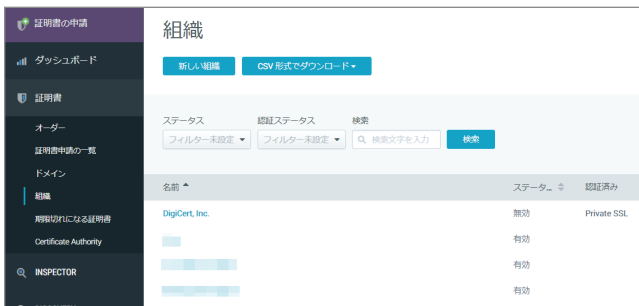 証明書の申請
ダッシュボード
証明書
オーダー
証明書申請の一覧
ドメイン
組織
期限切れになる証明書
Certificate Authority
INSPECTOR
組織
新しい組織
CSV 形式でダウンロード
ステータス
認証ステータス
検索
フィルター未設定
フィルター未設定
検索文字を入力
検索
名前
ステータ...
認証済み
DigiCert, Inc.
無効
Private SSL
有効
有効
有効